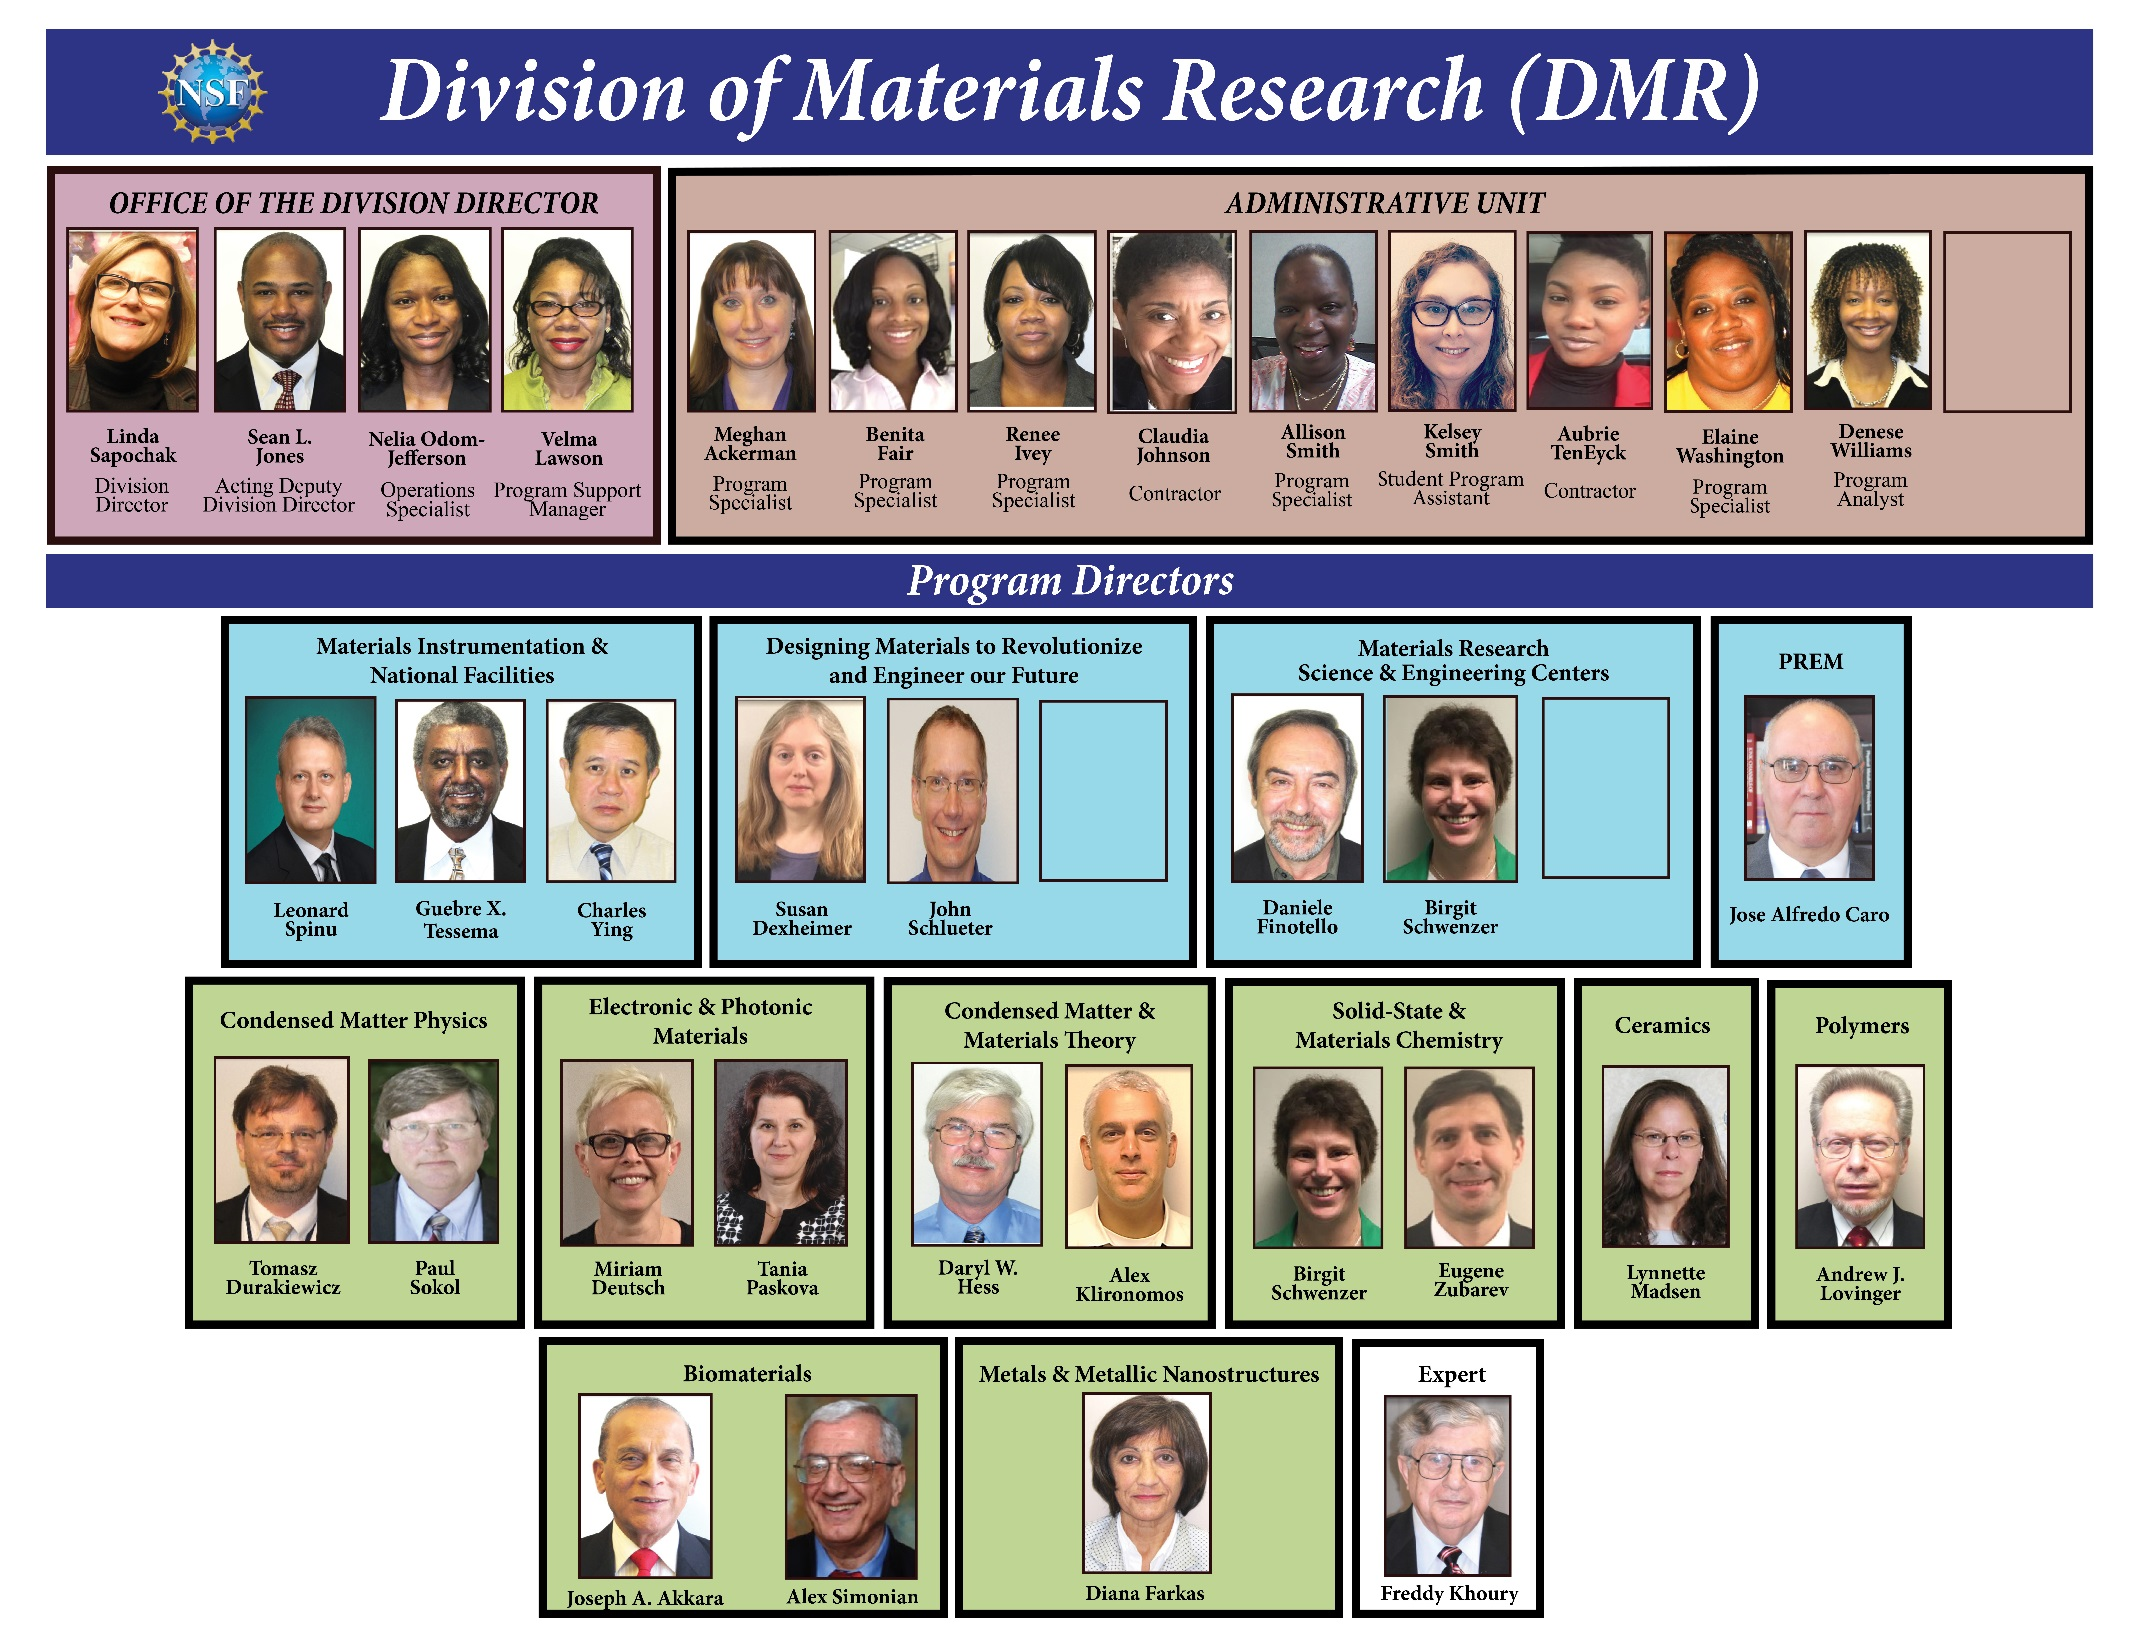 NSF
Division of Materials Research (DMR)
OFFICE OF THE DIVISION DIRECTOR
Linda
Sapochak
Division
Director
Sean L.
Jones
Acting Deputy
Division Director
Nelia Odom-
Jefferson
Operations
Specialist
Velma
Lawson
Program Support
Manager
ADMINISTRATIVE UNIT
Meghan
Ackerman
Program
Specialist
Benita
Fair
Program
Specialist
Renee
Ivey
Program
Specialist
Claudia
Johnson
Contractor
Allison
Smith
Program
Specialist
Kelsey
Smith
Student Program
Assistant
Aubrie
TenEyck
Contractor
Elaine
Washington
Program
Specialist
Denese
Williams
Program
Analyst
Program Directors
Materials Instrumentation &
National Facilities
Leonard
Spinu
Guebre X.
Tessema
Charles
Ying
Designing Materials to Revolutionize
and Engineer our Future
Susan
Dexheimer
John
Schlueter
Materials Research
Science & Engineering Centers
Daniele
Finotello
Birgit
Schwenzer
PREM
Jose Alfredo Caro
Condensed Matter Physics
Tomasz
Durakiewicz
Paul
Sokol
Electronic & Photonic
Materials
Miriam
Deutsch
Tania
Paskova
Condensed Matter &
Materials Theory
Daryl W.
Hess
Alex
Klironomos
Solid-State &
Materials Chemistry
Birgit
Schwenzer
Eugene
Zubarev
Ceramics
Lynnette
Madsen
Polymers
Andrew J.
Lovinger
Biomaterials
Joseph A. Akkara
Alex Simonian
Metals & Metallic Nanostructures
Diana Farkas
Expert
Freddy Khoury